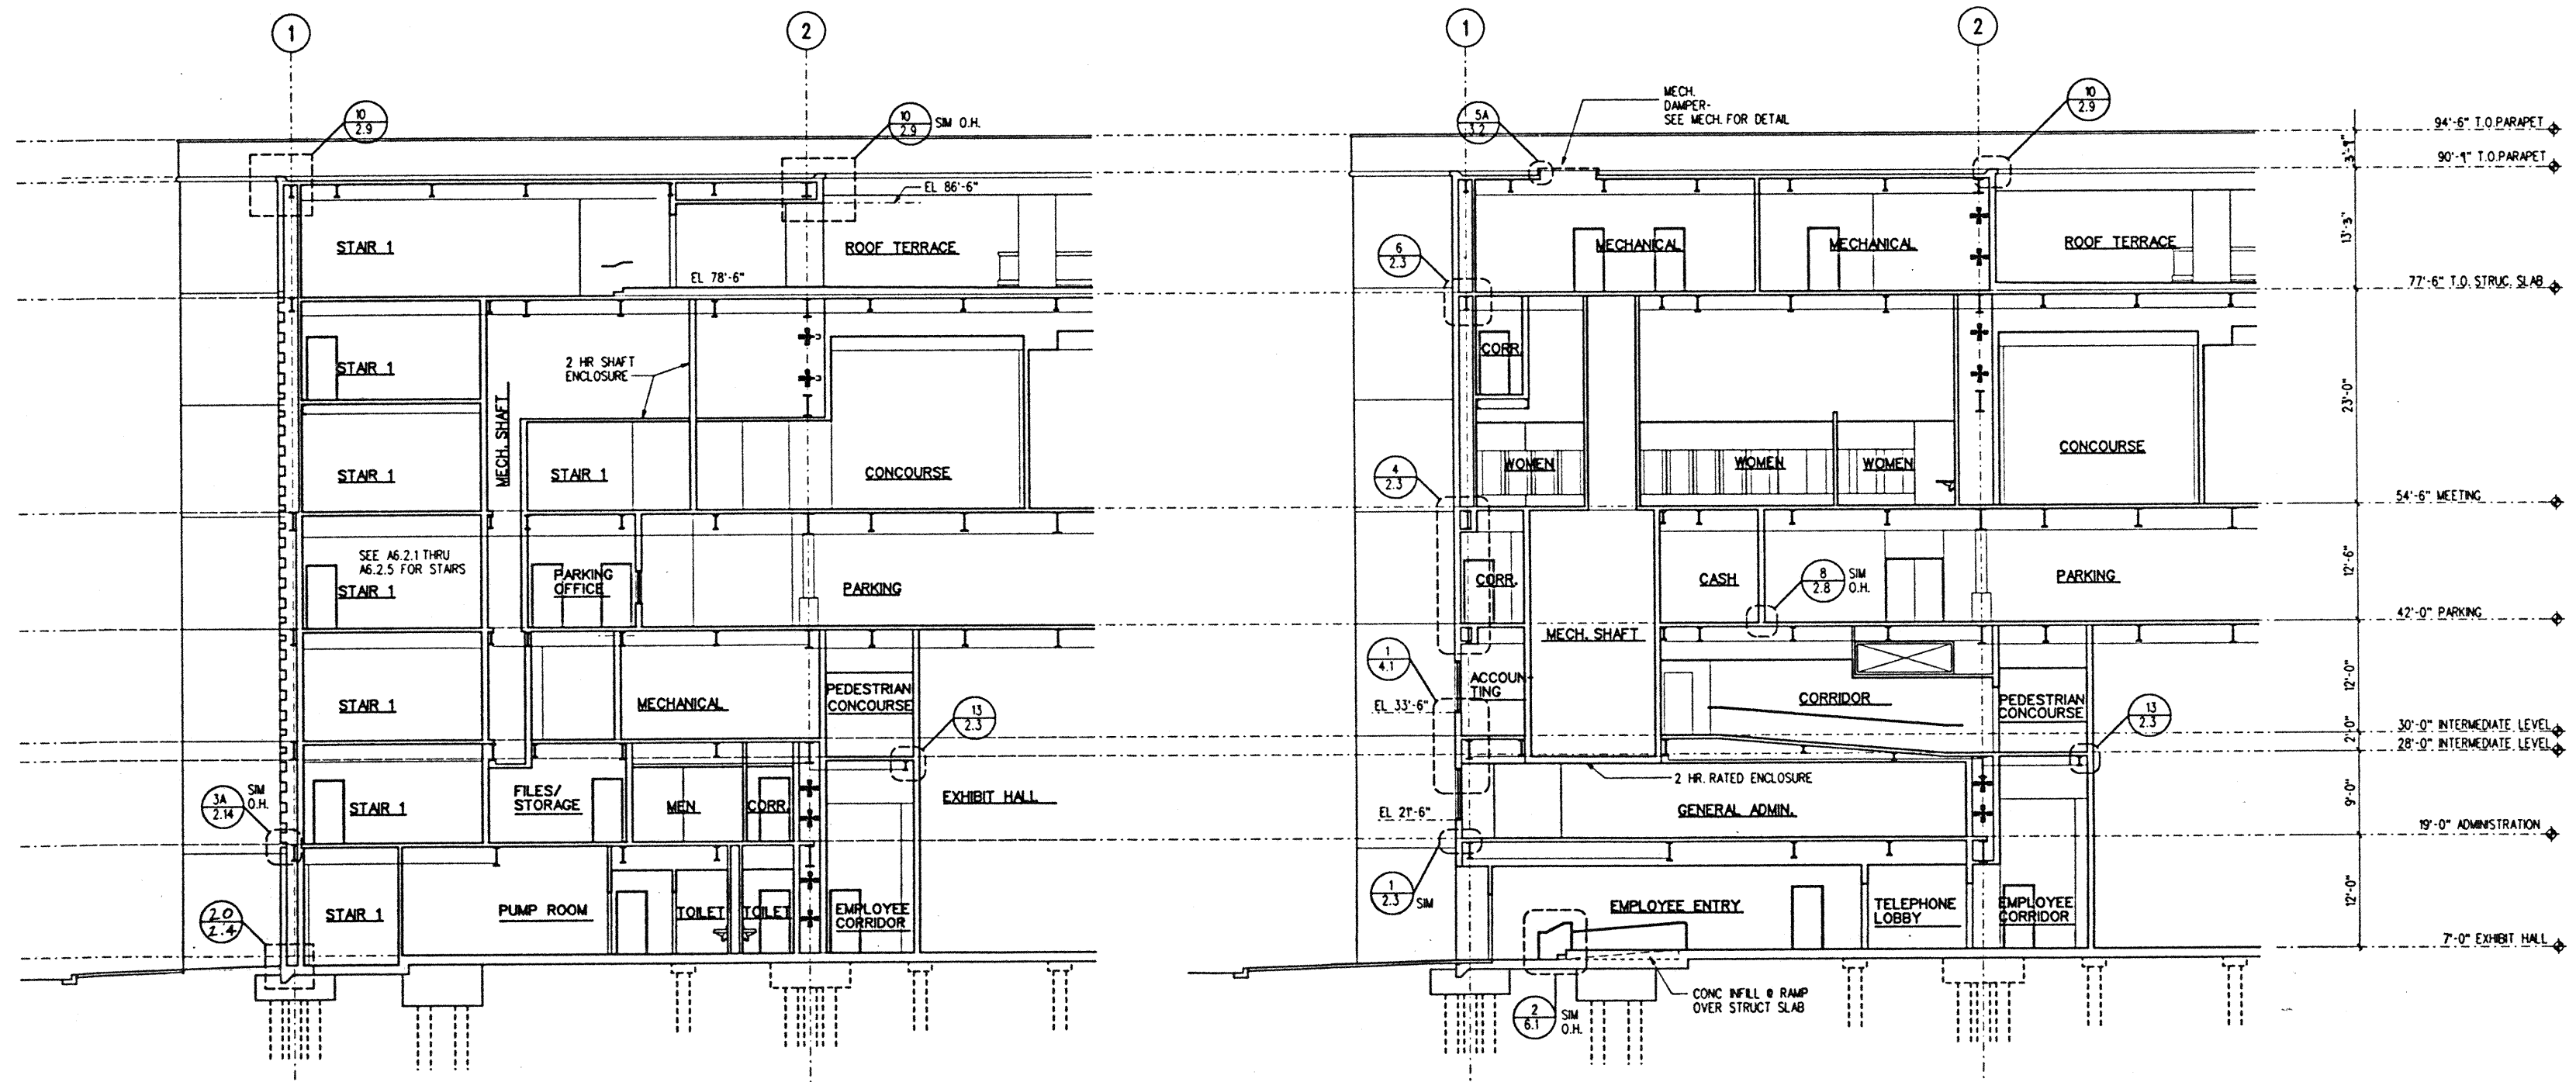 1
2
10
2.9
10
2.9
SIM O.H.
EL 86'-6"
STAIR 1
ROOF TERRACE
EL 78'-6"
2 HR SHAFT
ENCLOSURE
STAIR 1
MECH. SHAFT
STAIR 1
STAIR 1
CONCOURSE
SEE A6.2.1 THRU
A6.2.5 FOR STAIRS
STAIR 1
PARKING
OFFICE
PARKING
STAIR 1
MECHANICAL
PEDESTRIAN
CONCOURSE
13
2.3
3A
2.14
SIM
O.H.
STAIR 1
FILES/
STORAGE
MEN
CORR.
EXHIBIT HALL
20
2.4
STAIR 1
PUMP ROOM
TOILET
TOILET
EMPLOYEE
CORRIDOR
1
2
5A
3.2
MECH.
DAMPER-
SEE MECH. FOR DETAIL
10
2.9
6
2.3
MECHANICAL
MECHANICAL
ROOF TERRACE
CORR.
4
2.3
WOMEN
WOMEN
WOMEN
CONCOURSE
CORR.
CASH
8
2.8
SIM
O.H.
PARKING
MECH. SHAFT
1
4.1
EL 33'-6"
ACCOUN-
TING
CORRIDOR
PEDESTRIAN
CONCOURSE
13
2.3
2 HR. RATED ENCLOSURE
EL 21'-6"
GENERAL ADMIN.
1
2.3
SIM
EMPLOYEE ENTRY
TELEPHONE
LOBBY
EMPLOYEE
CORRIDOR
2
6.1
SIM
O.H.
CONC INFILL @ RAMP
OVER STRUCT SLAB
94'-6" T.O.PARAPET
3'-9"
90'-9" T.O.PARAPET
13'-3"
77'-6" T.O. STRUC. SLAB
23'-0"
54'-6" MEETING
12'-6"
42'-0" PARKING
12'-0"
30'-0" INTERMEDIATE LEVEL
2'-0"
28'-0" INTERMEDIATE LEVEL
9'-0"
19'-0" ADMINISTRATION
12'-0"
7'-0" EXHIBIT HALL